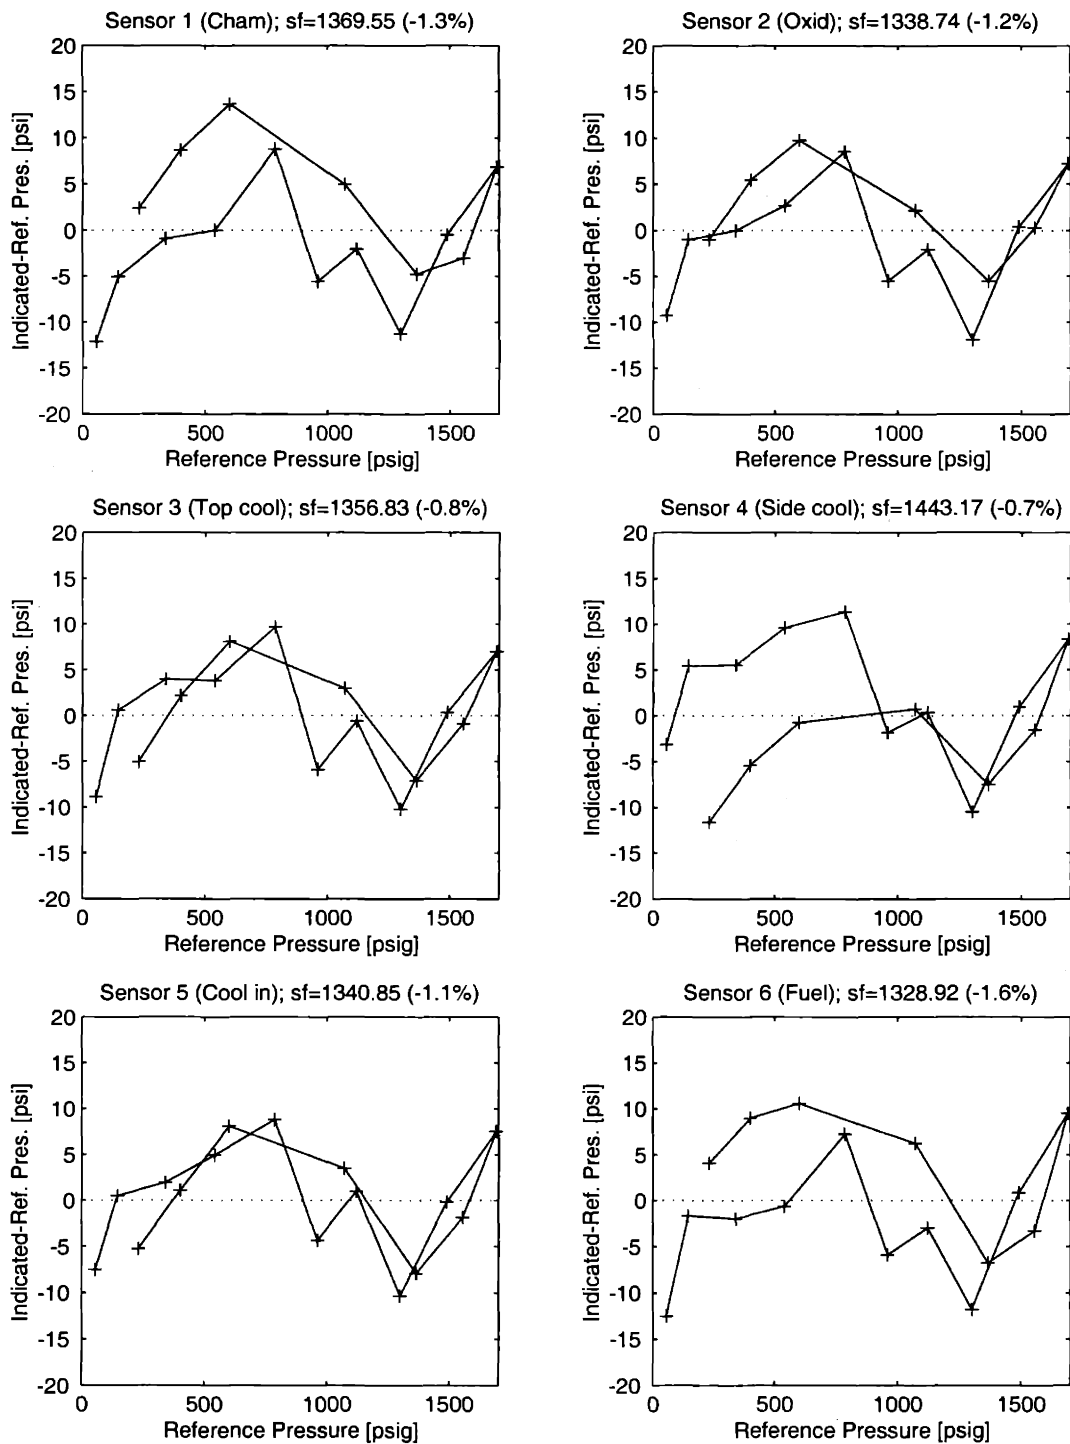 Sensor 1 (Cham); sf=1369.55 (-1.3%)
20
15
10
5
0
-5
-10
-15
-20
Indicated-Ref. Pres. [psi]
0 500 1000 1500
Reference Pressure [psig]
Sensor 2 (Oxid); sf=1338.74 (-1.2%)
20
15
10
5
0
-5
-10
-15
-20
Indicated-Ref. Pres. [psi]
0 500 1000 1500
Reference Pressure [psig]
Sensor 3 (Top cool); sf=1356.83 (-0.8%)
20
15
10
5
0
-5
-10
-15
-20
Indicated-Ref. Pres. [psi]
0 500 1000 1500
Reference Pressure [psig]
Sensor 4 (Side cool); sf=1443.17 (-0.7%)
20
15
10
5
0
-5
-10
-15
-20
Indicated-Ref. Pres. [psi]
0 500 1000 1500
Reference Pressure [psig]
Sensor 5 (Cool in); sf=1340.85 (-1.1%)
20
15
10
5
0
-5
-10
-15
-20
Indicated-Ref. Pres. [psi]
0 500 1000 1500
Reference Pressure [psig]
Sensor 6 (Fuel); sf=1328.92 (-1.6%)
20
15
10
5
0
-5
-10
-15
-20
Indicated-Ref. Pres. [psi]
0 500 1000 1500
Reference Pressure [psig]